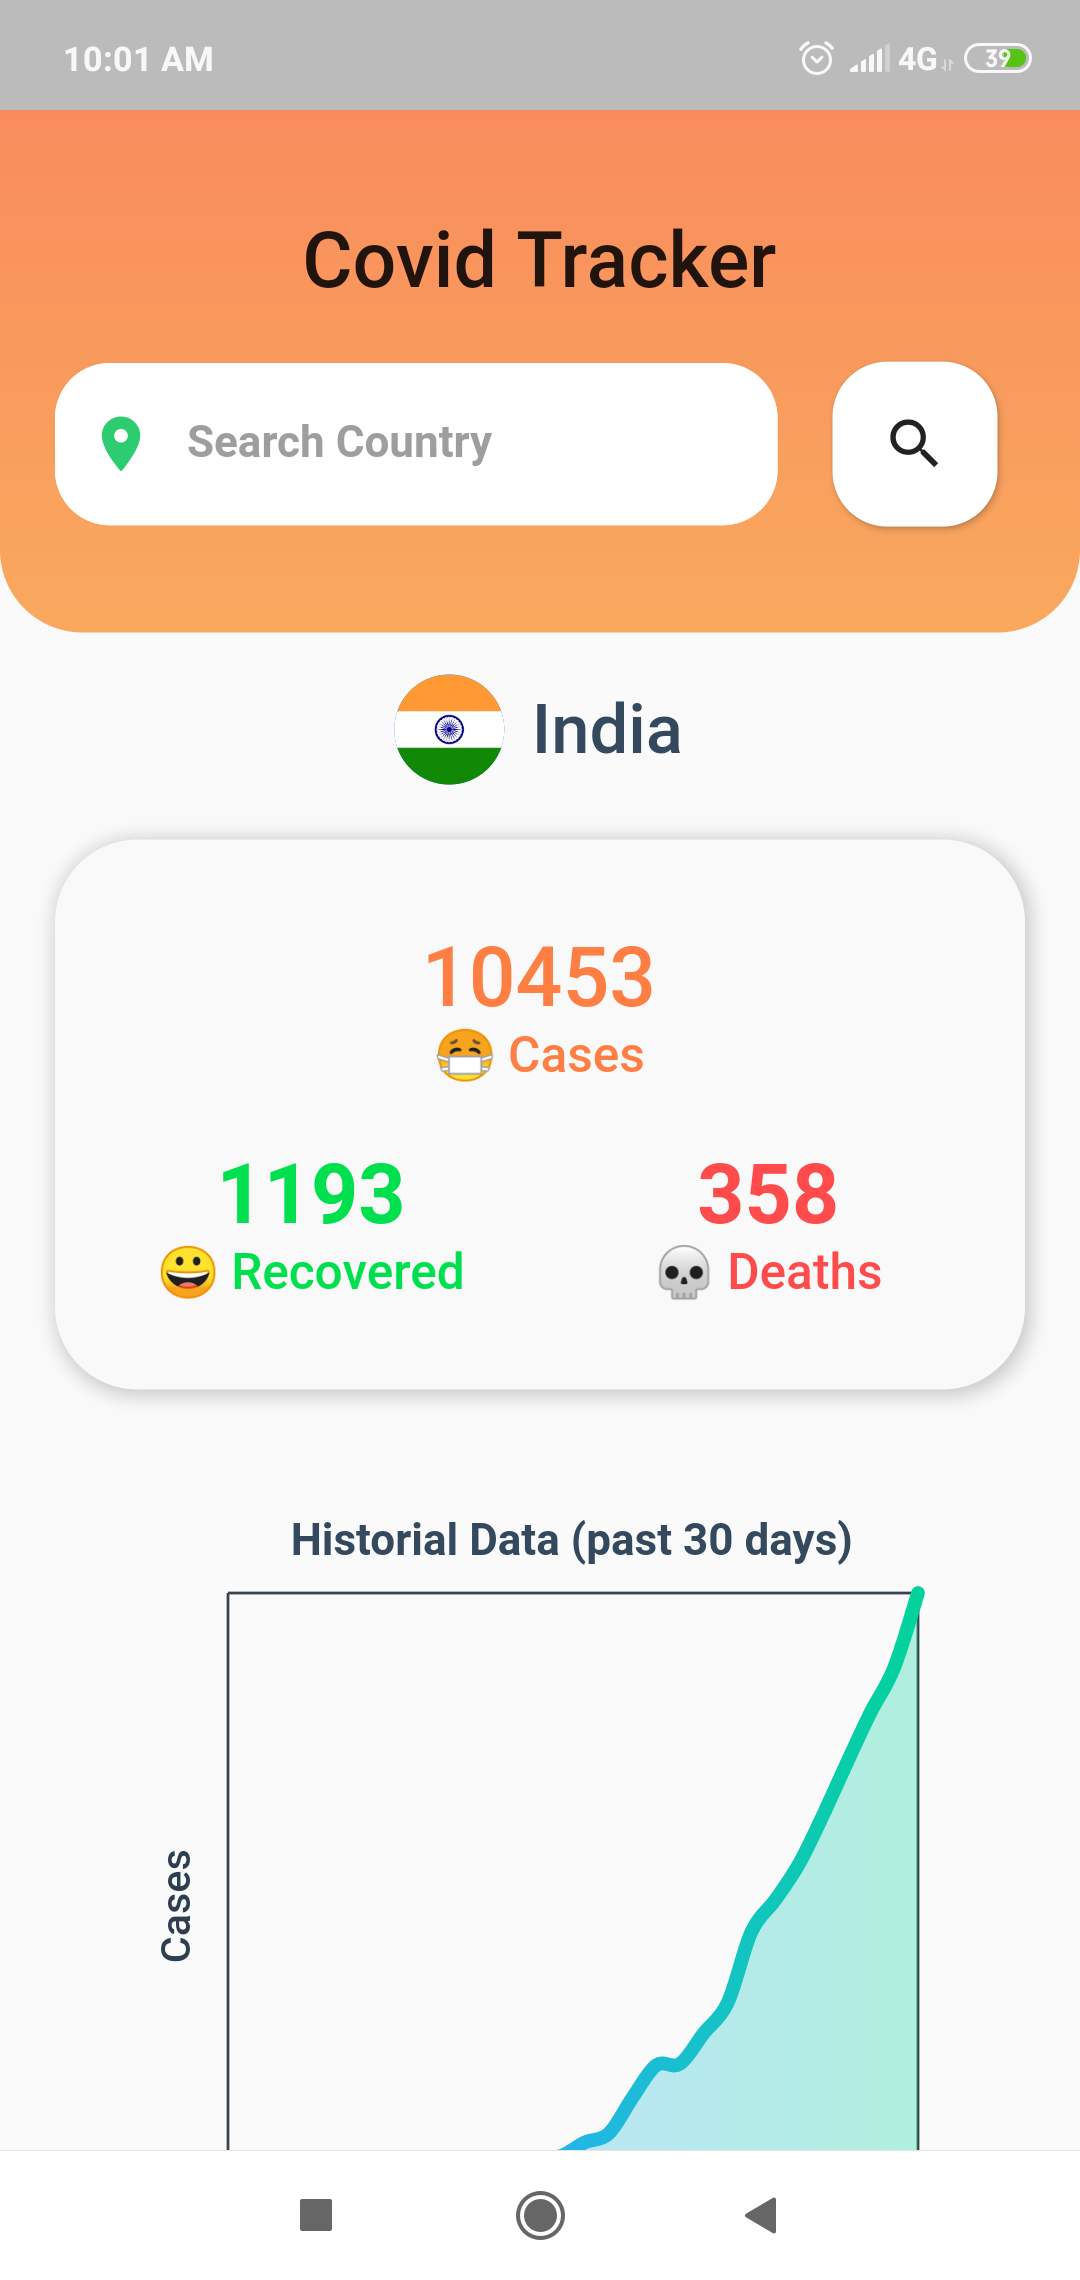 10:01 AM 4G 39
Covid Tracker
Search Country
India
10453
😷 Cases
1193
😀 Recovered
358
💀 Deaths
Historial Data (past 30 days)
Cases